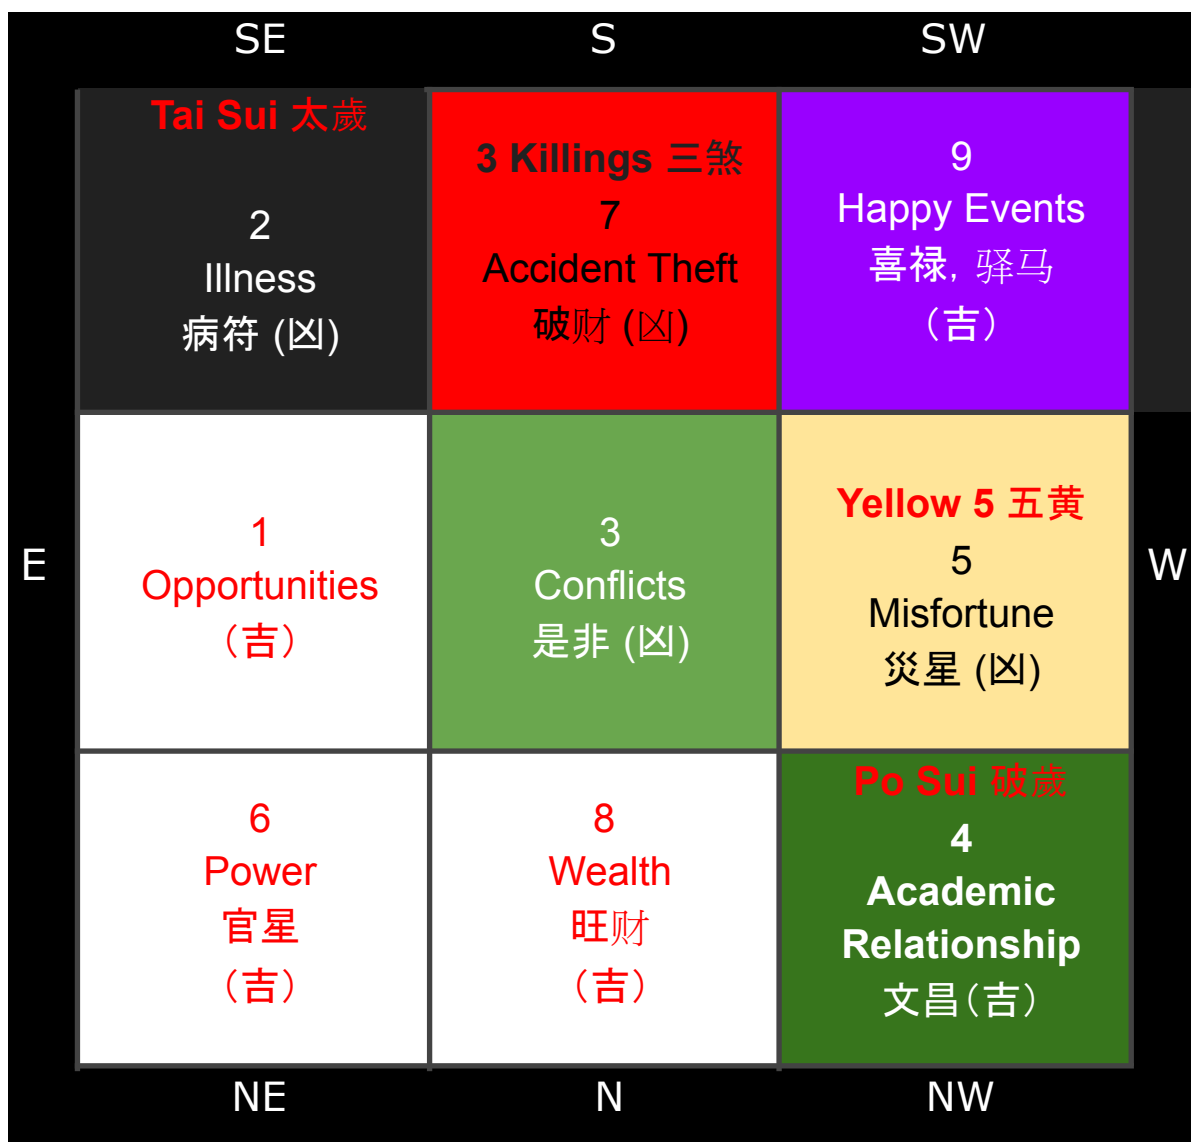 SE
S
SW
Tai Sui 太歲
2
Illness
病符 (凶)
3 Killings 三煞
7
Accident Theft
破财 (凶)
9
Happy Events
喜禄, 驿马
（吉）
E
1
Opportunities
（吉）
3
Conflicts
是非 (凶)
Yellow 5 五黄
5
Misfortune
災星 (凶)
W
6
Power
官星
（吉）
8
Wealth
旺财
（吉）
Po Sui 破歲
4
Academic
Relationship
文昌（吉）
NE
N
NW